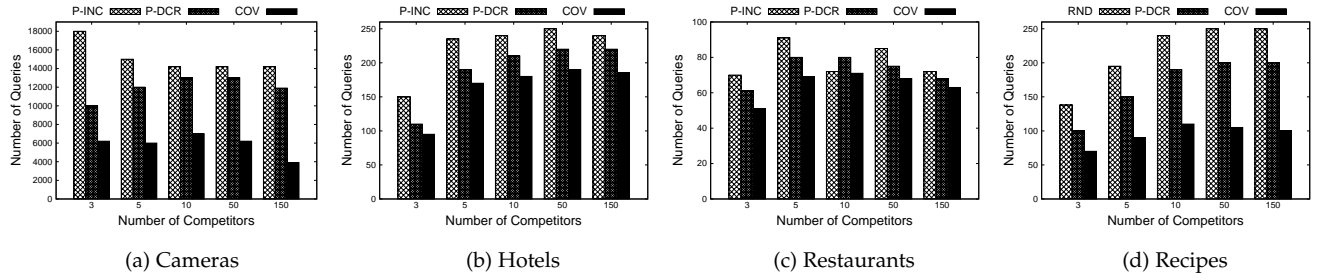 P-INC P-DCR COV
18000
16000
14000
12000
10000
8000
6000
4000
2000
0
Number of Queries
3 5 10 50 150
Number of Competitors
(a) Cameras
P-INC P-DCR COV
250
200
150
100
50
0
Number of Queries
3 5 10 50 150
Number of Competitors
(b) Hotels
P-INC P-DCR COV
100
80
60
40
20
0
Number of Queries
3 5 10 50 150
Number of Competitors
(c) Restaurants
RND P-DCR COV
250
200
150
100
50
0
Number of Queries
3 5 10 50 150
Number of Competitors
(d) Recipes